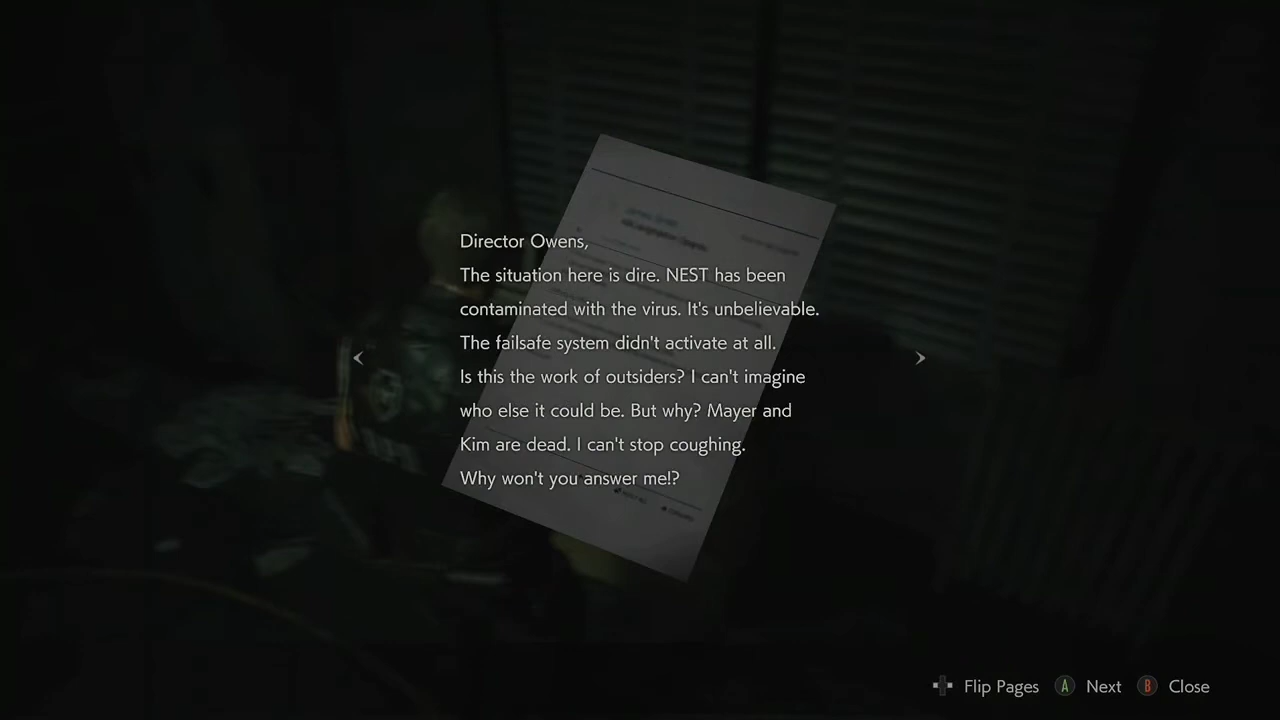 Director Owens,
The situation here is dire. NEST has been
contaminated with the virus. It's unbelievable.
The failsafe system didn't activate at all.
Is this the work of outsiders? I can't imagine
who else it could be. But why? Mayer and
Kim are dead. I can't stop coughing.
Why won't you answer me!?
Flip Pages A Next B Close